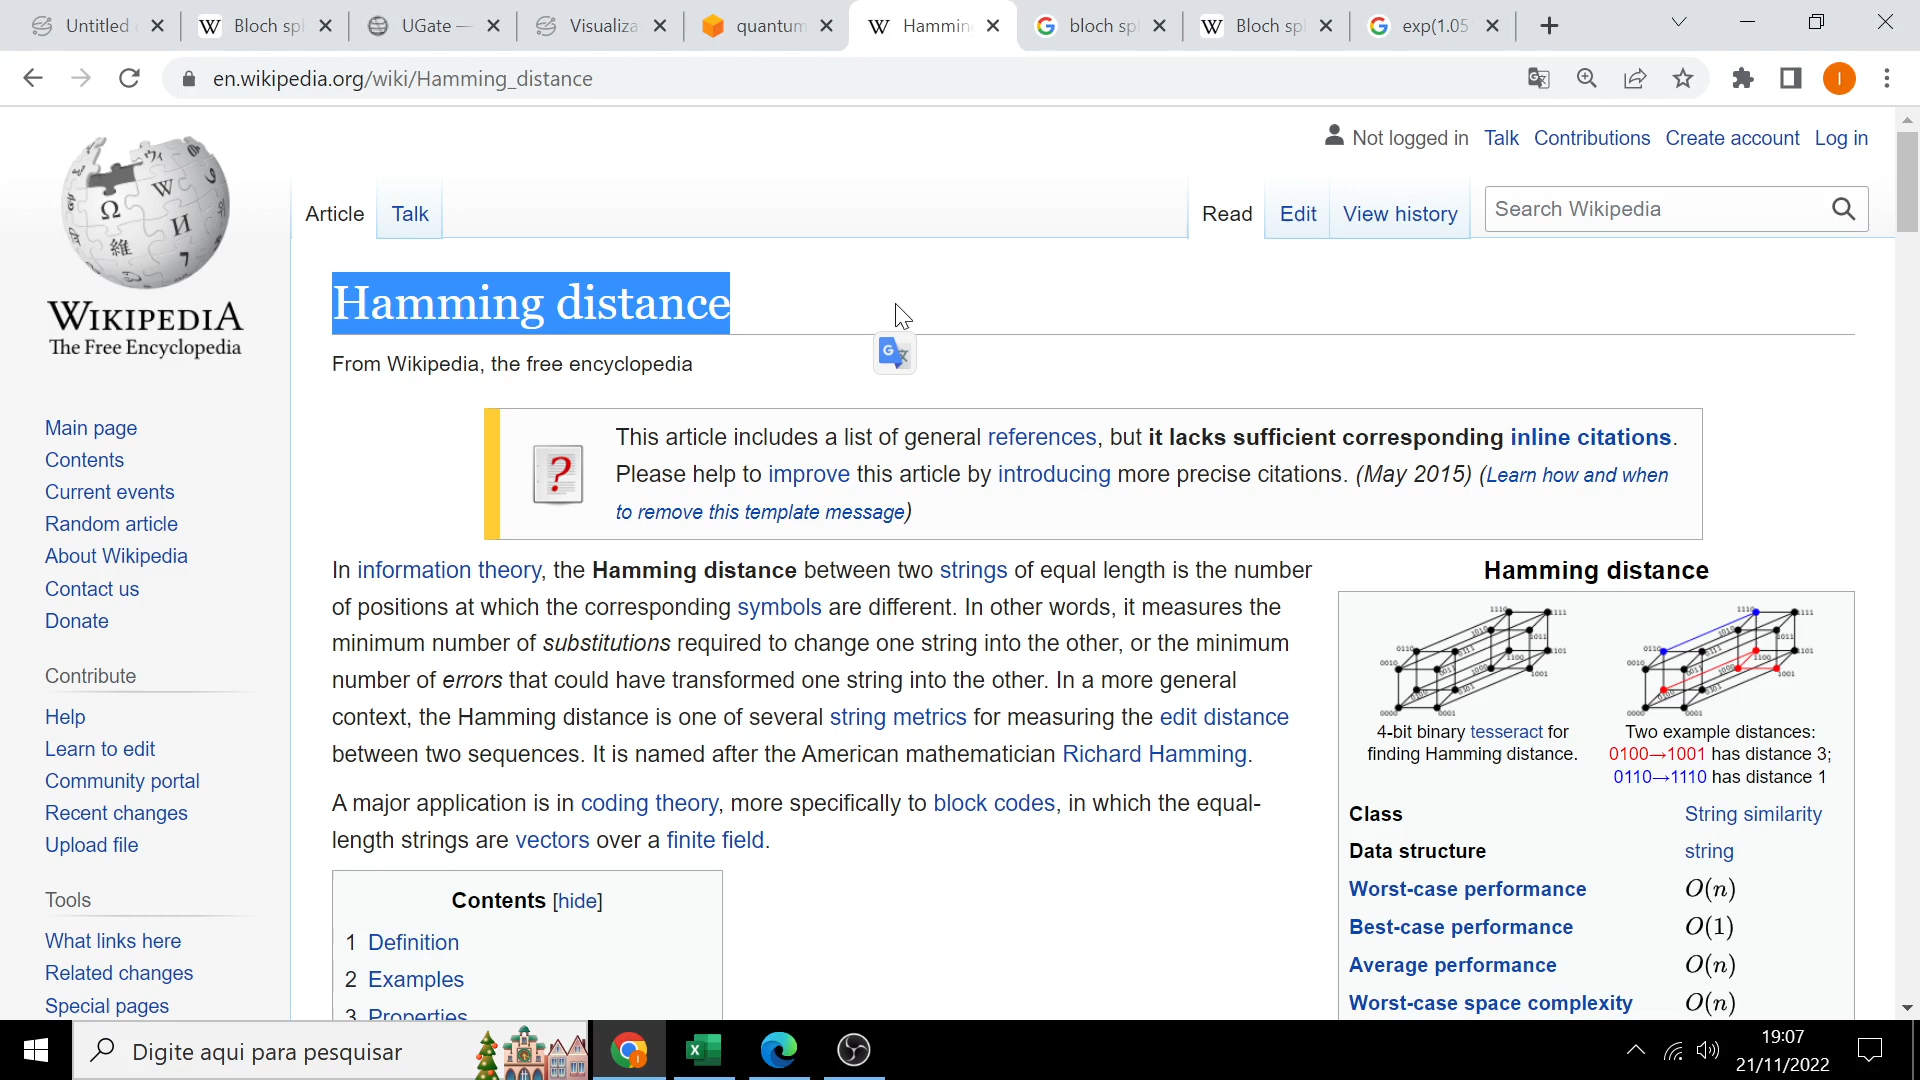 Untitled
Bloch sp
UGate —
Visualiza
quantum
Hamming
bloch sp
Bloch sp
exp(1.05
en.wikipedia.org/wiki/Hamming_distance
I
Not logged in Talk Contributions Create account Log in
Article Talk
Read Edit View history
Search Wikipedia
WIKIPEDIA
The Free Encyclopedia
Main page
Contents
Current events
Random article
About Wikipedia
Contact us
Donate
Contribute
Help
Learn to edit
Community portal
Recent changes
Upload file
Tools
What links here
Related changes
Special pages
Hamming distance
From Wikipedia, the free encyclopedia
This article includes a list of general references, but it lacks sufficient corresponding inline citations.
Please help to improve this article by introducing more precise citations. (May 2015) (Learn how and when
to remove this template message)
In information theory, the Hamming distance between two strings of equal length is the number
of positions at which the corresponding symbols are different. In other words, it measures the
minimum number of substitutions required to change one string into the other, or the minimum
number of errors that could have transformed one string into the other. In a more general
context, the Hamming distance is one of several string metrics for measuring the edit distance
between two sequences. It is named after the American mathematician Richard Hamming.
A major application is in coding theory, more specifically to block codes, in which the equal-
length strings are vectors over a finite field.
Contents [hide]
1 Definition
2 Examples
3 Properties
Hamming distance
4-bit binary tesseract for
finding Hamming distance.
Two example distances:
0100→1001 has distance 3;
0110→1110 has distance 1
Class String similarity
Data structure string
Worst-case performance O(n)
Best-case performance O(1)
Average performance O(n)
Worst-case space complexity O(n)
Digite aqui para pesquisar
19:07
21/11/2022